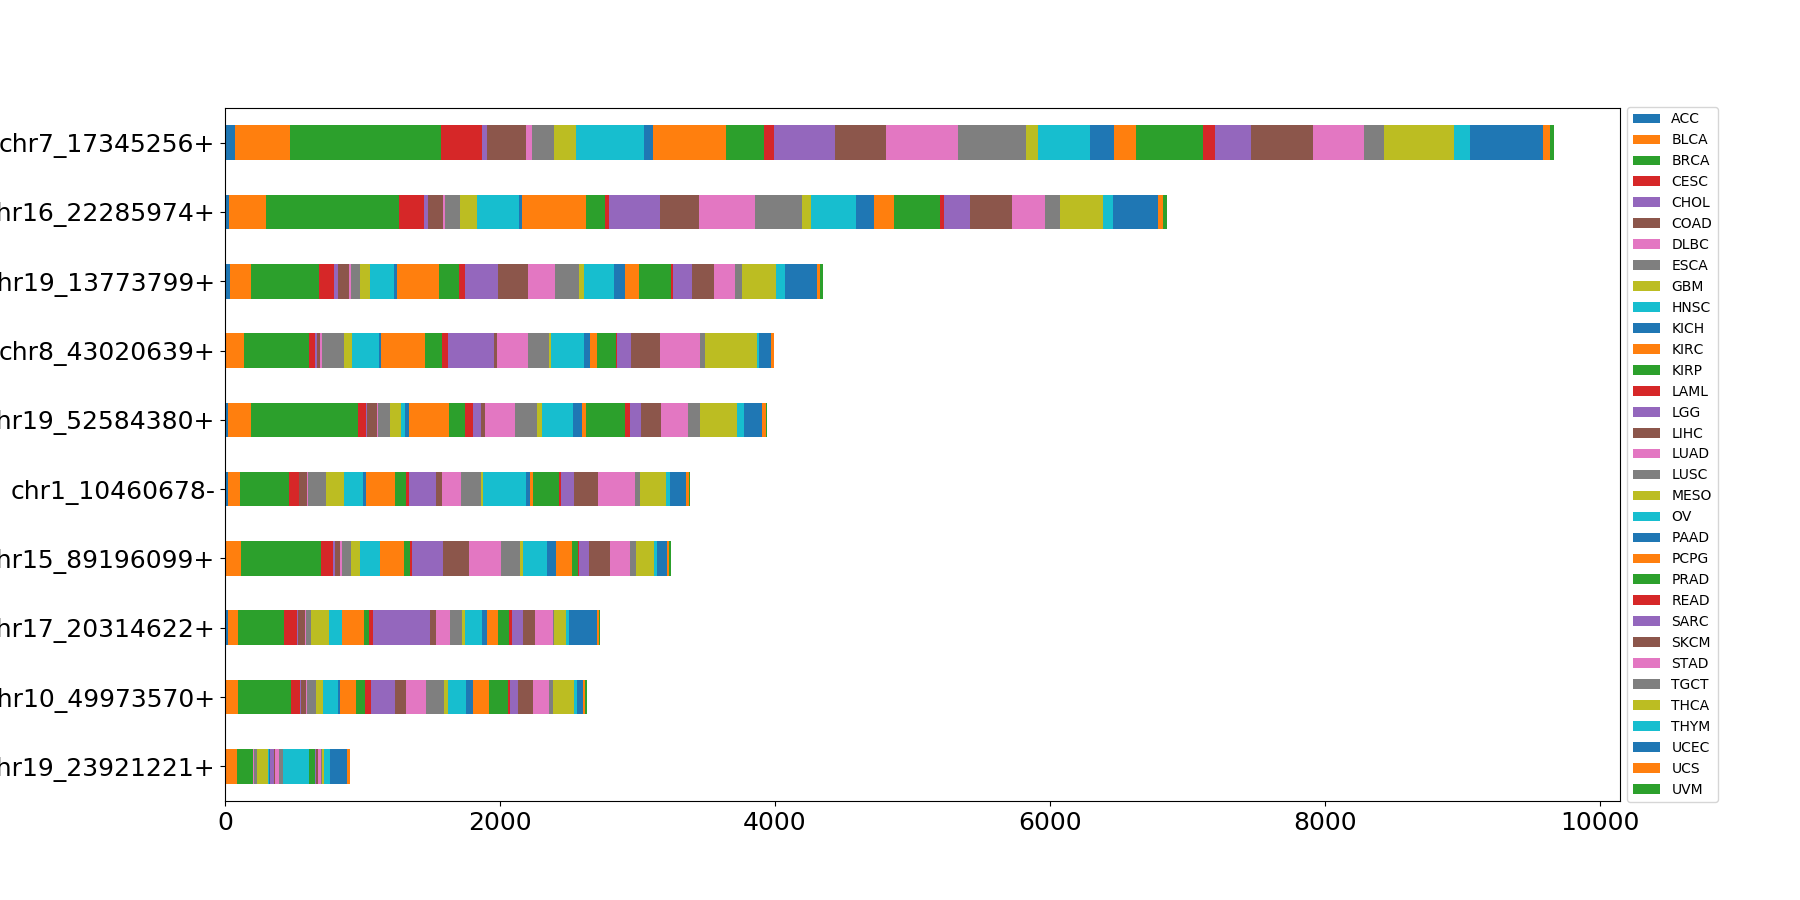 chr7_17345256+
hr16_22285974+
hr19_13773799+
chr8_43020639+
hr19_52584380+
chr1_10460678-
hr15_89196099+
hr17_20314622+
hr10_49973570+
hr19_23921221+
0 2000 4000 6000 8000 10000
ACC
BLCA
BRCA
CESC
CHOL
COAD
DLBC
ESCA
GBM
HNSC
KICH
KIRC
KIRP
LAML
LGG
LIHC
LUAD
LUSC
MESO
OV
PAAD
PCPG
PRAD
READ
SARC
SKCM
STAD
TGCT
THCA
THYM
UCEC
UCS
UVM